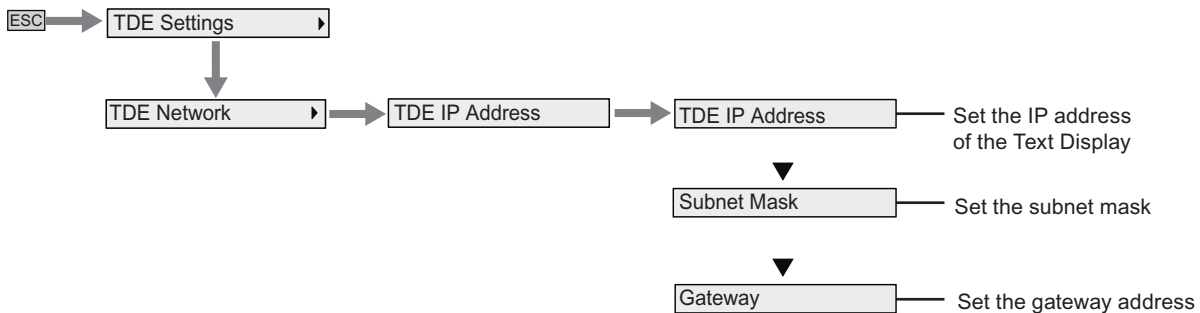 ESC
TDE Settings
TDE Network
TDE IP Address
TDE IP Address
Set the IP address
of the Text Display
Subnet Mask
Set the subnet mask
Gateway
Set the gateway address